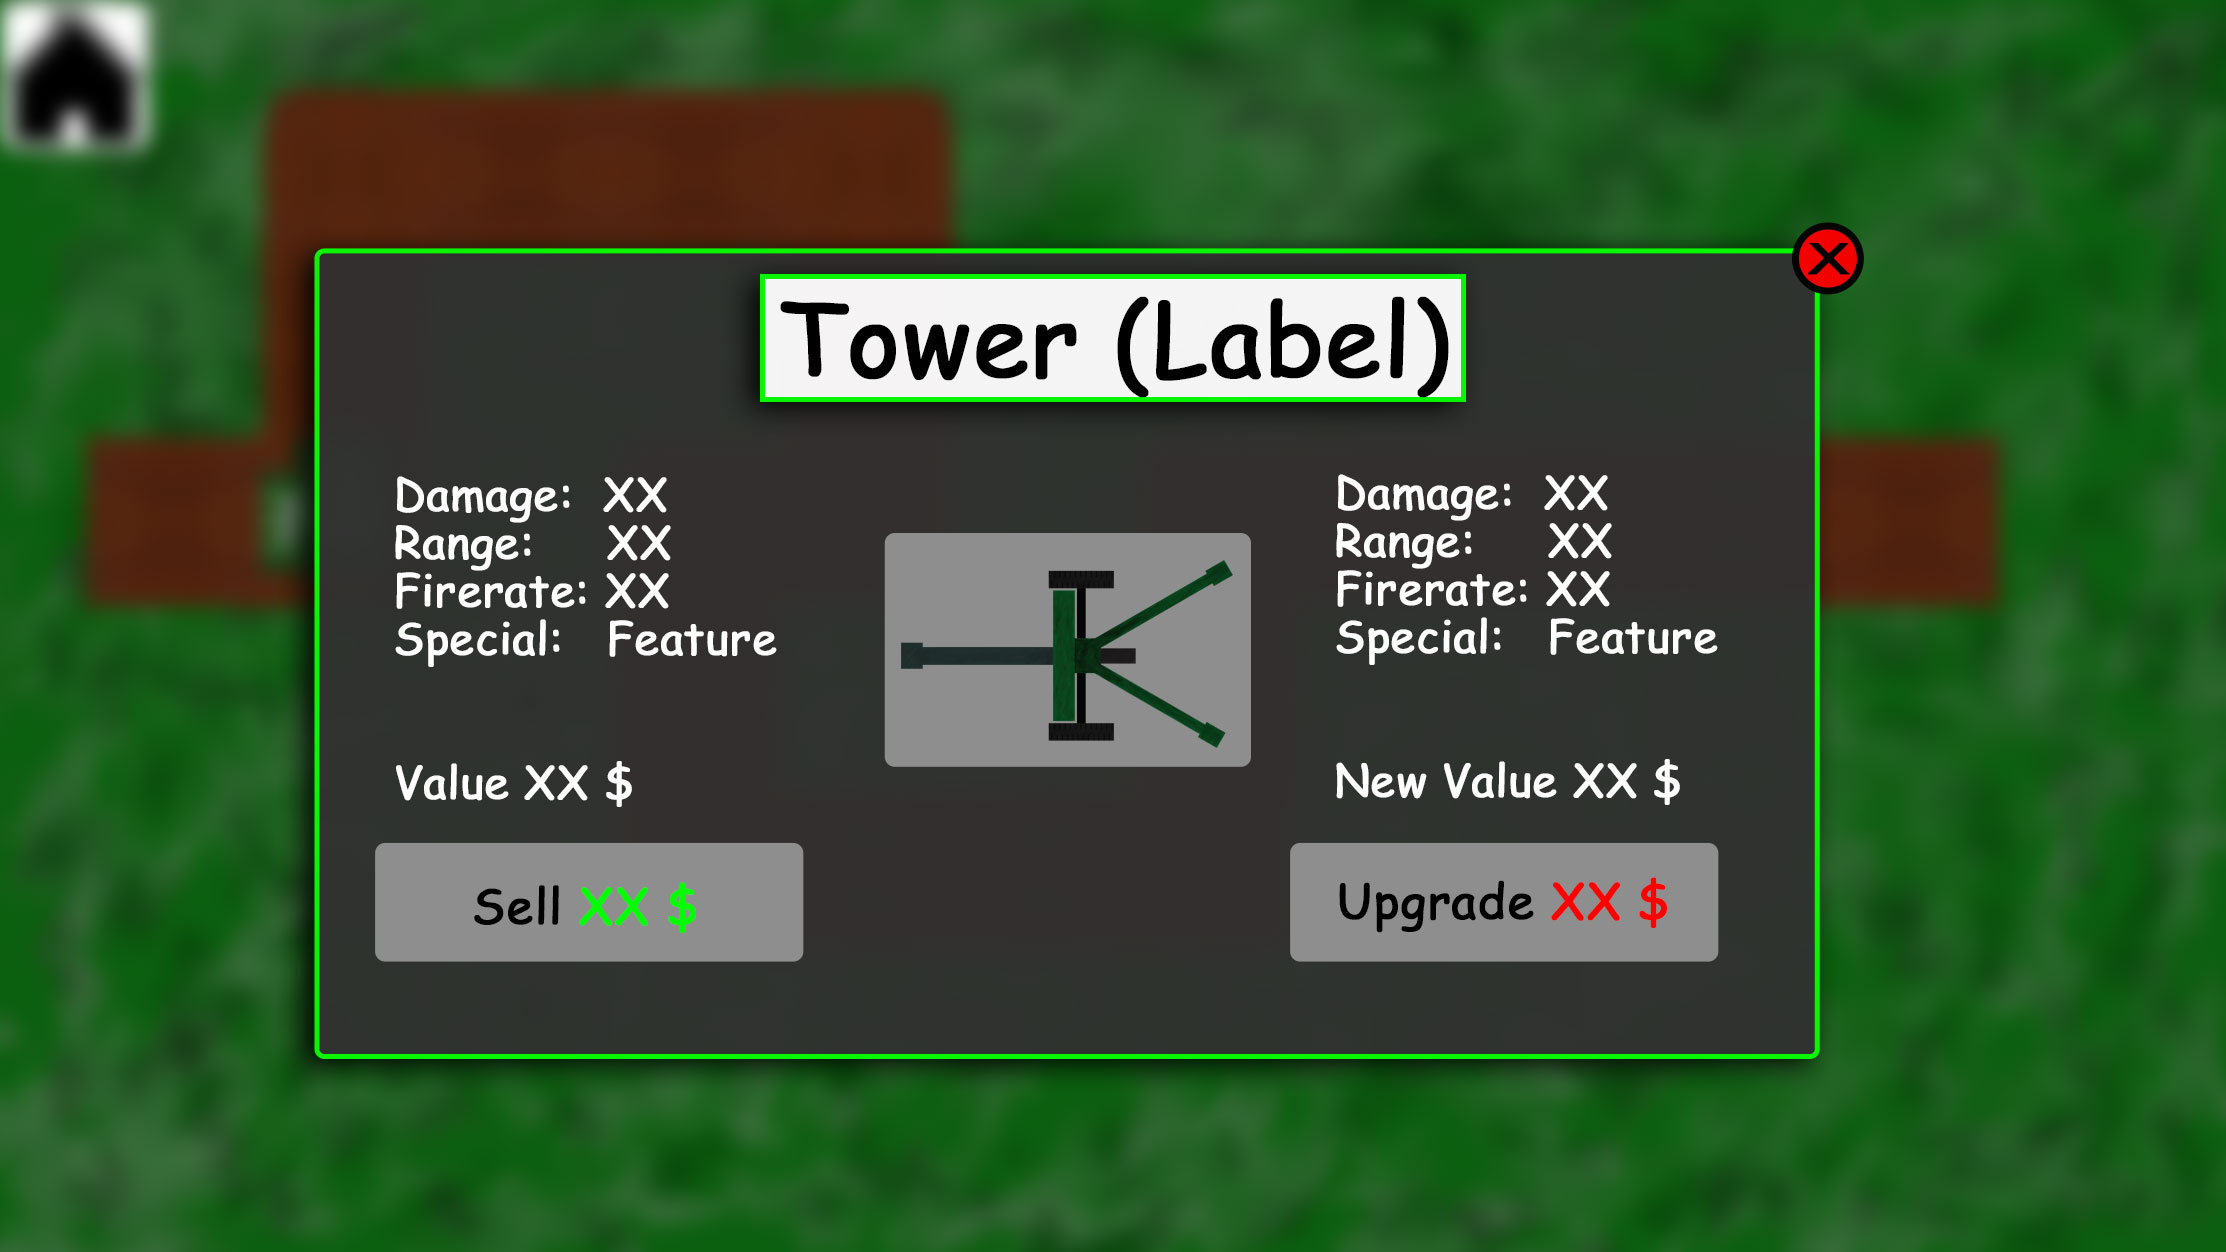 X
Tower (Label)
Damage: XX
Range: XX
Firerate: XX
Special: Feature
Value XX $
Sell XX $
Damage: XX
Range: XX
Firerate: XX
Special: Feature
New Value XX $
Upgrade XX $